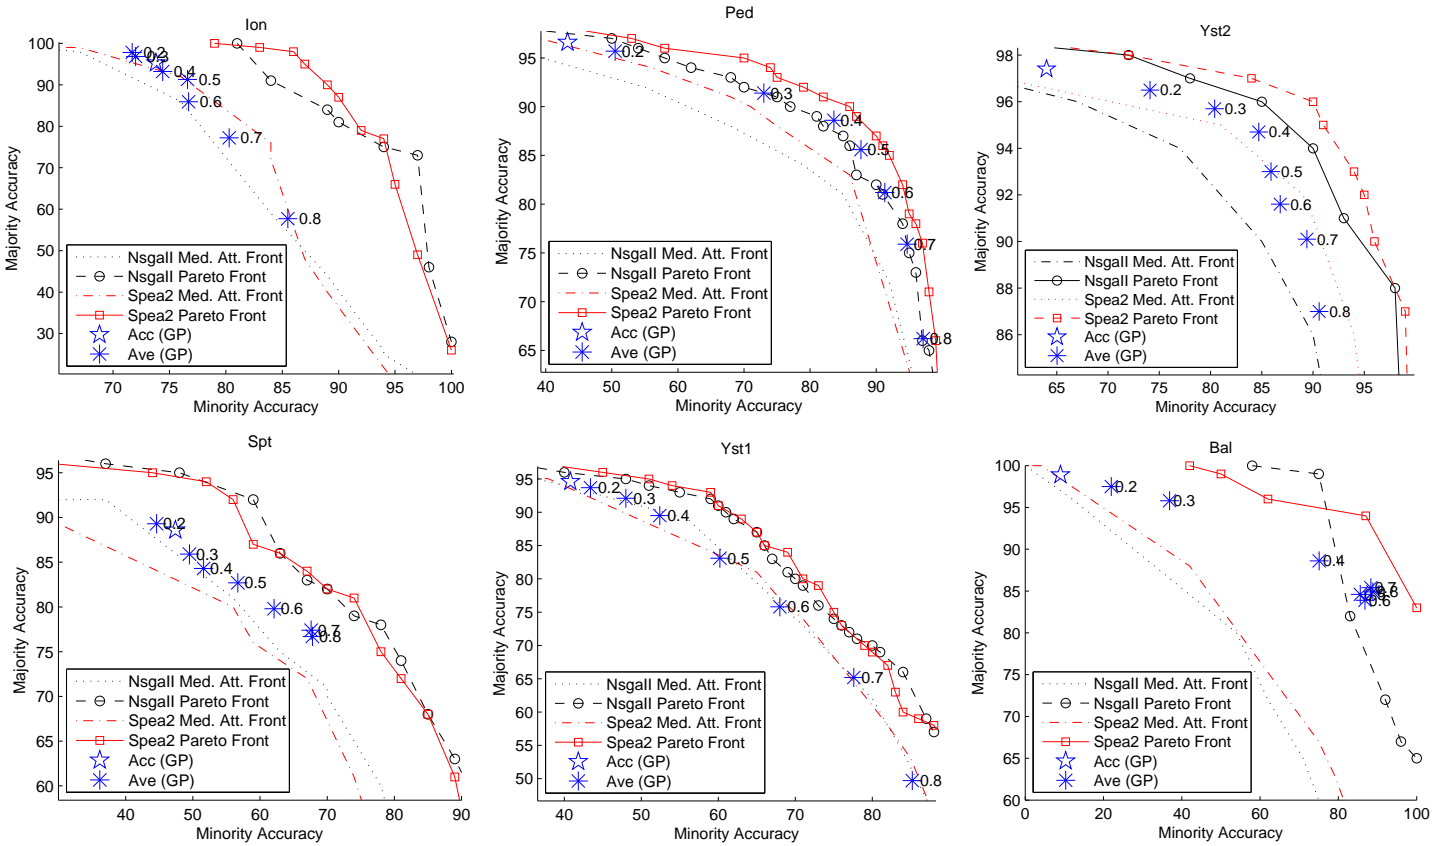 Ion
Majority Accuracy
100
90
80
70
60
50
40
30
70 75 80 85 90 95 100
Minority Accuracy
0.2
0.3
0.4
0.5
0.6
0.7
0.8
NsgaII Med. Att. Front
NsgaII Pareto Front
Spea2 Med. Att. Front
Spea2 Pareto Front
Acc (GP)
Ave (GP)
Ped
Majority Accuracy
95
90
85
80
75
70
65
40 50 60 70 80 90
Minority Accuracy
0.2
0.3
0.4
0.5
0.6
0.7
0.8
NsgaII Med. Att. Front
NsgaII Pareto Front
Spea2 Med. Att. Front
Spea2 Pareto Front
Acc (GP)
Ave (GP)
Yst2
Majority Accuracy
98
96
94
92
90
88
86
65 70 75 80 85 90 95
Minority Accuracy
0.2
0.3
0.4
0.5
0.6
0.7
0.8
NsgaII Med. Att. Front
NsgaII Pareto Front
Spea2 Med. Att. Front
Spea2 Pareto Front
Acc (GP)
Ave (GP)
Spt
Majority Accuracy
95
90
85
80
75
70
65
60
40 50 60 70 80 90
Minority Accuracy
0.2
0.3
0.4
0.5
0.6
0.7
0.8
NsgaII Med. Att. Front
NsgaII Pareto Front
Spea2 Med. Att. Front
Spea2 Pareto Front
Acc (GP)
Ave (GP)
Yst1
Majority Accuracy
95
90
85
80
75
70
65
60
55
50
40 50 60 70 80
Minority Accuracy
0.2
0.3
0.4
0.5
0.6
0.7
0.8
NsgaII Med. Att. Front
NsgaII Pareto Front
Spea2 Med. Att. Front
Spea2 Pareto Front
Acc (GP)
Ave (GP)
Bal
Majority Accuracy
100
95
90
85
80
75
70
65
60
0 20 40 60 80 100
Minority Accuracy
0.2
0.3
0.4
0.7
0.8
0.6
NsgaII Med. Att. Front
NsgaII Pareto Front
Spea2 Med. Att. Front
Spea2 Pareto Front
Acc (GP)
Ave (GP)